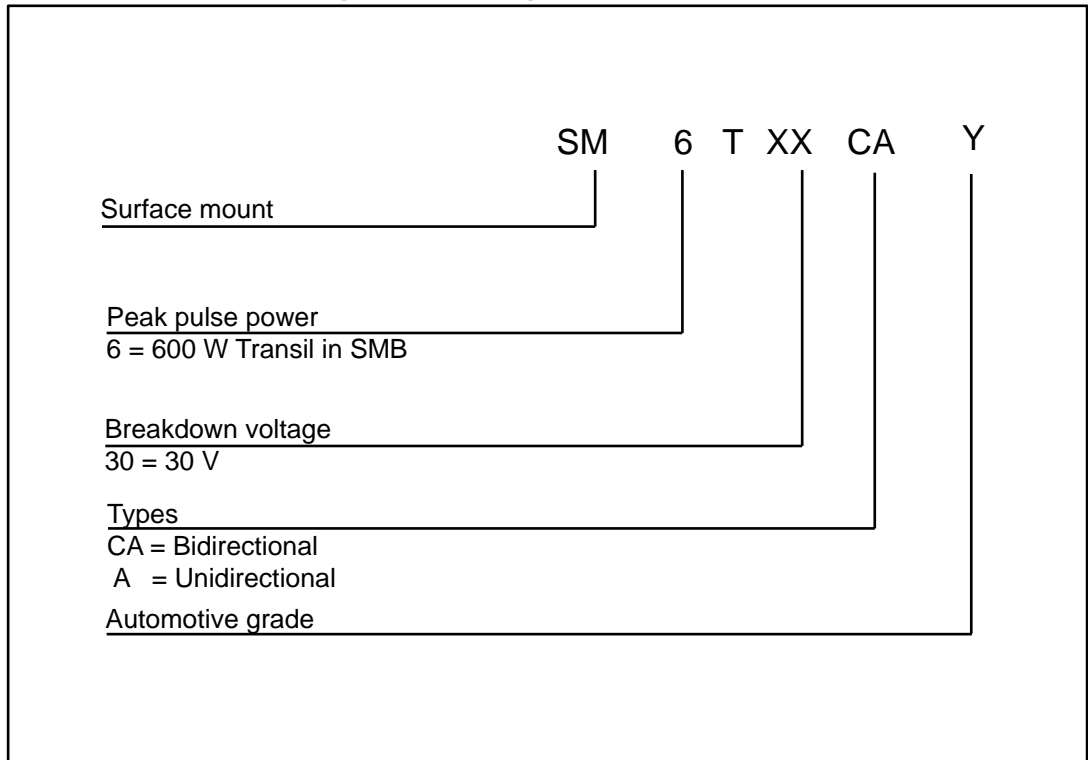 SM 6 T XX CA Y
Surface mount
Peak pulse power
6 = 600 W Transil in SMB
Breakdown voltage
30 = 30 V
Types
CA = Bidirectional
A = Unidirectional
Automotive grade